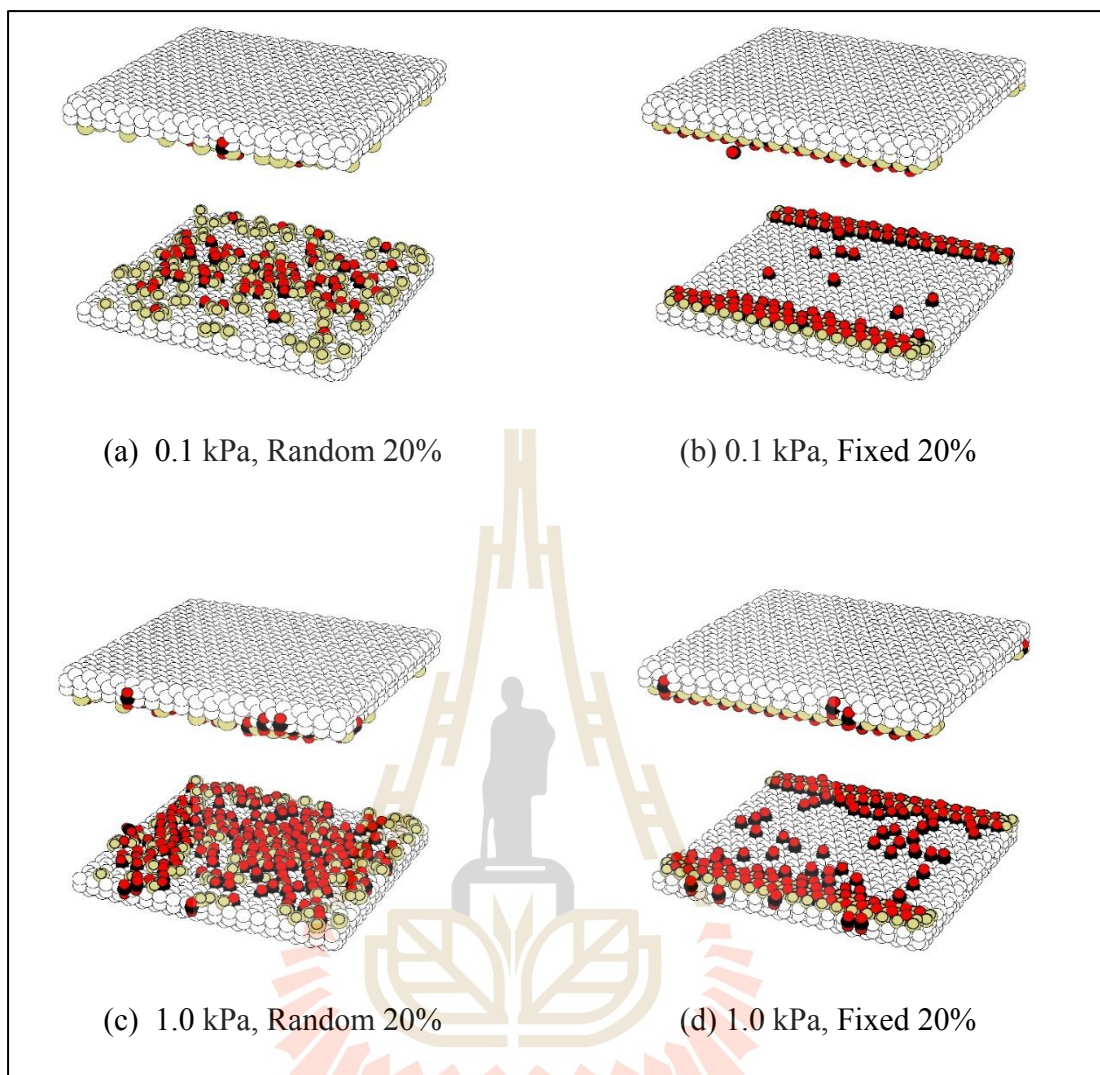 (a) 0.1 kPa, Random 20%
(b) 0.1 kPa, Fixed 20%
(c) 1.0 kPa, Random 20%
(d) 1.0 kPa, Fixed 20%